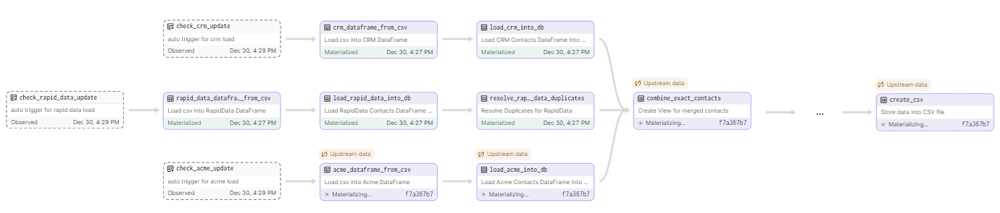 check_crm_update
auto trigger for crm load
Observed Dec 30, 4:29 PM
crm_dataframe_from_csv
Load csv into CRM DataFrame
Materialized Dec 30, 4:27 PM
load_crm_into_db
Load CRM Contacts DataFrame Into ...
Materialized Dec 30, 4:27 PM
check_rapid_data_update
auto trigger for rapid data load
Observed Dec 30, 4:29 PM
rapid_data_datafra…_from_csv
Load csv into RapidData DataFrame
Materialized Dec 30, 4:27 PM
load_rapid_data_into_db
Load RapidData Contacts DataFrame ...
Materialized Dec 30, 4:27 PM
resolve_rap…_data_duplicates
Resolve Duplicates for RapidData
Materialized Dec 30, 4:27 PM
Upstream data
combine_exact_contacts
Create View for merged contacts
Materializing... f7a367b7
...
Upstream data
create_csv
Store data into CSV file
Materializing... f7a367b7
check_acme_update
auto trigger for acme load
Observed Dec 30, 4:29 PM
Upstream data
acme_dataframe_from_csv
Load csv into Acme DataFrame
Materializing... f7a367b7
Upstream data
load_acme_into_db
Load Acme Contacts DataFrame Into ...
Materializing... f7a367b7